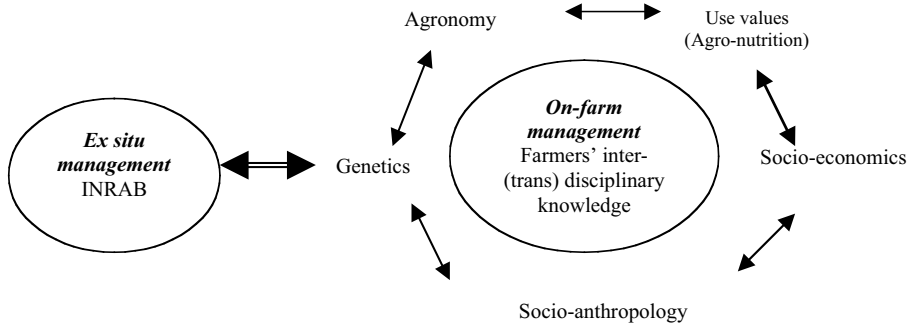 Agronomy
Use values
(Agro-nutrition)
Ex situ
management
INRAB
Genetics
On-farm
management
Farmers' inter-
(trans) disciplinary
knowledge
Socio-economics
Socio-anthropology